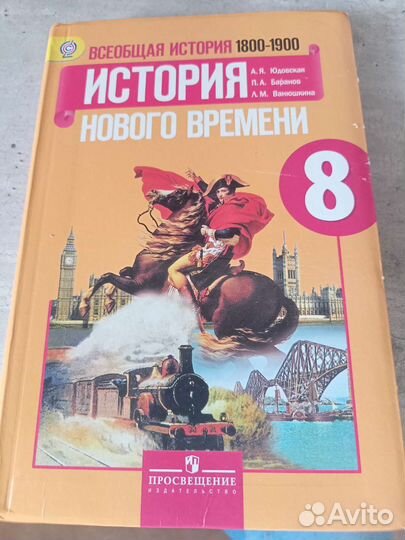 ВСЕОБЩАЯ ИСТОРИЯ 1800-1900
ИСТОРИЯ
А.Я. Юдовская
П.А. Баранов
Л.М. Ванюшкина
НОВОГО ВРЕМЕНИ
8
ПРОСВЕЩЕНИЕ
ИЗДАТЕЛЬСТВО
Avito